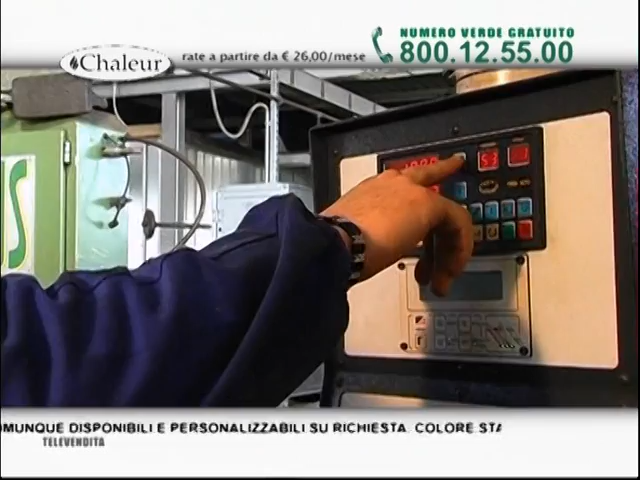 NUMERO VERDE GRATUITO
Chaleur rate a partire da € 26,00/mese 800.12.55.00
S
53
OMUNQUE DISPONIBILI E PERSONALIZZABILI SU RICHIESTA. COLORE STA
TELEVENDITA